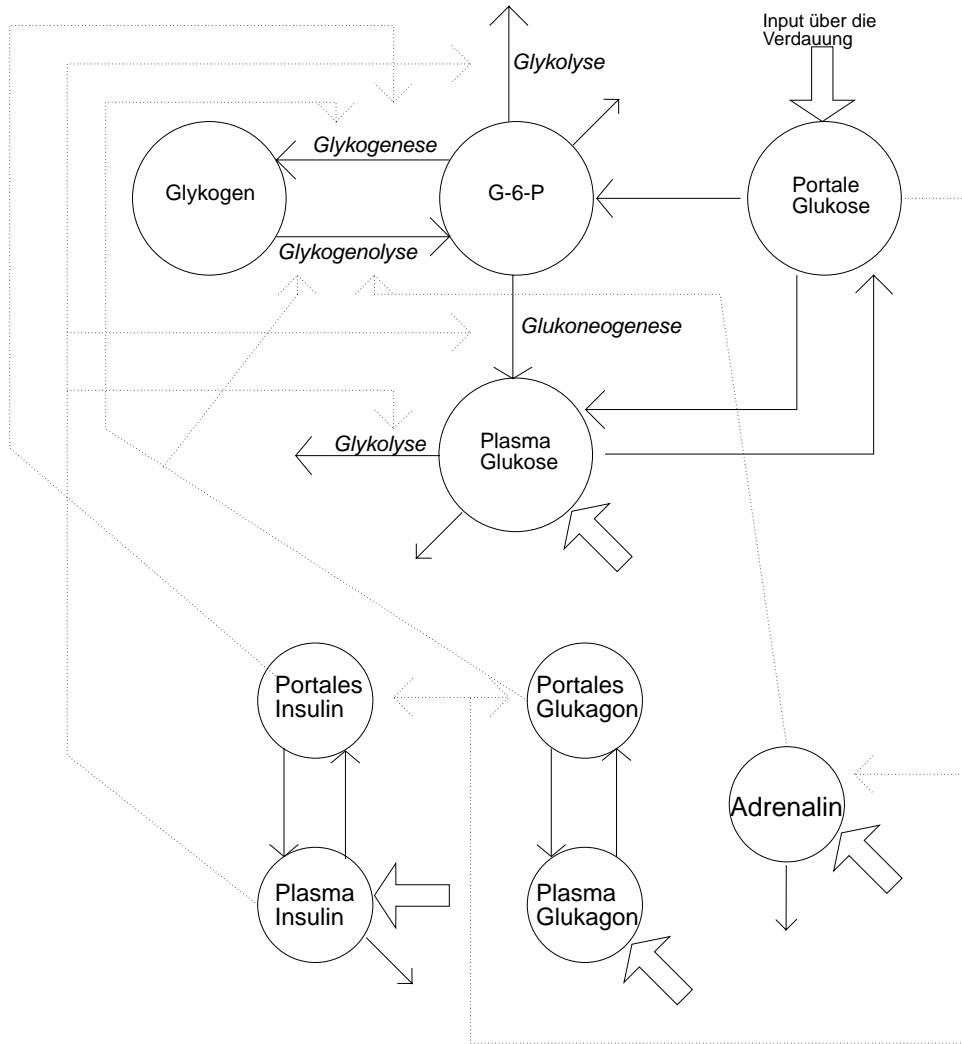 Input über die
Verdauung
Glykolyse
Glykogenese
Glykogen
G-6-P
Portale
Glukose
Glykogenolyse
Glukoneogenese
Glykolyse
Plasma
Glukose
Portales
Insulin
Portales
Glukagon
Adrenalin
Plasma
Insulin
Plasma
Glukagon